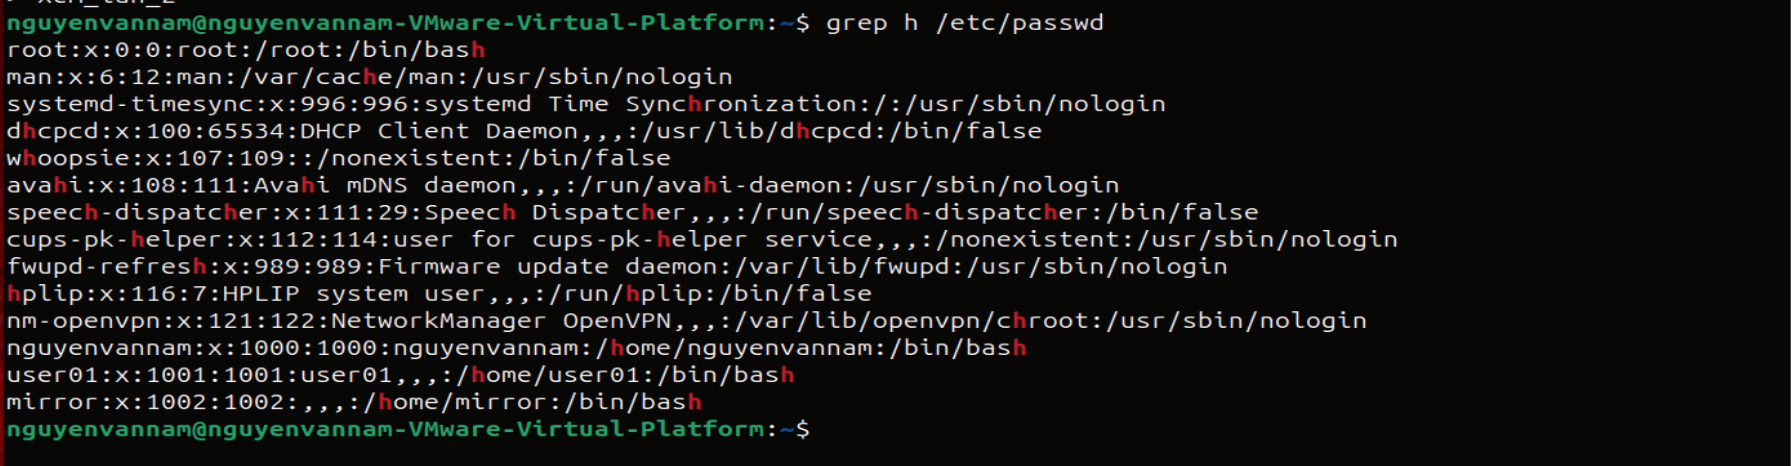 nguyenvannam@nguyenvannam-VMware-Virtual-Platform:~$ grep h /etc/passwd
root:x:0:0:root:/root:/bin/bash
man:x:6:12:man:/var/cache/man:/usr/sbin/nologin
systemd-timesync:x:996:996:systemd Time Synchronization:/:/usr/sbin/nologin
dhcpcd:x:100:65534:DHCP Client Daemon,,,:/usr/lib/dhcpcd:/bin/false
whoopsie:x:107:109::/nonexistent:/bin/false
avahi:x:108:111:Avahi mDNS daemon,,,:/run/avahi-daemon:/usr/sbin/nologin
speech-dispatcher:x:111:29:Speech Dispatcher,,,:/run/speech-dispatcher:/bin/false
cups-pk-helper:x:112:114:user for cups-pk-helper service,,,:/nonexistent:/usr/sbin/nologin
fwupd-refresh:x:989:989:Firmware update daemon:/var/lib/fwupd:/usr/sbin/nologin
hplip:x:116:7:HPLIP system user,,,:/run/hplip:/bin/false
nm-openvpn:x:121:122:NetworkManager OpenVPN,,,:/var/lib/openvpn/chroot:/usr/sbin/nologin
nguyenvannam:x:1000:1000:nguyenvannam:/home/nguyenvannam:/bin/bash
user01:x:1001:1001:user01,,,:/home/user01:/bin/bash
mirror:x:1002:1002:,,,:/home/mirror:/bin/bash
nguyenvannam@nguyenvannam-VMware-Virtual-Platform:~$